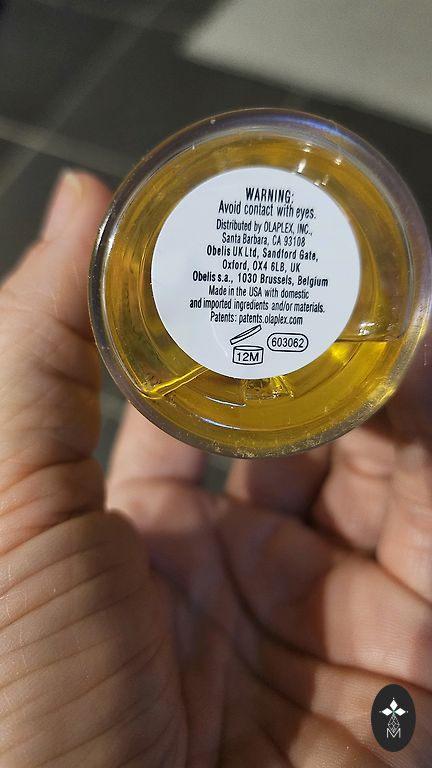 WARNING:
Avoid contact with eyes.
Distributed by OLAPLEX, INC.,
Santa Barbara, CA 93108
Obelis UK Ltd, Sandford Gate,
Oxford, OX4 6LB, UK
Obelis s.a., 1030 Brussels, Belgium
Made in the USA with domestic
and imported ingredients and/or materials.
Patents: patents.olaplex.com
12M
603062
M